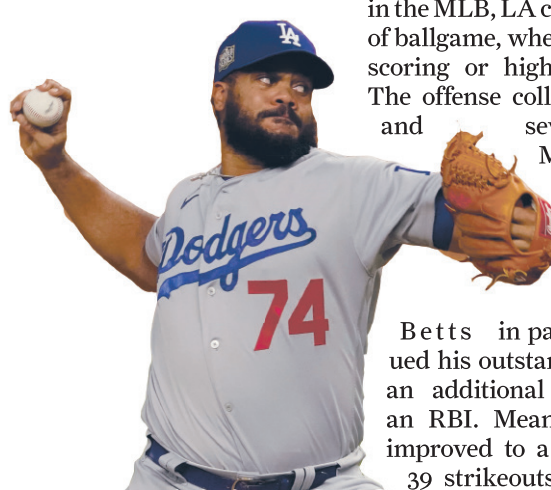 in the MLB, LA c
of ballgame, whe
scoring or high
The offense coll
and sev
M
LA
Dodgers
74
1
Betts in pa
ued his outstan
an additional
an RBI. Mean
improved to a
39 strikeouts